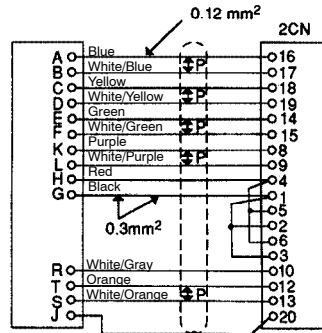 0.12 mm²
2CN
A Blue P 16
B White/Blue 17
C Yellow P 18
D White/Yellow 19
E Green P 14
F White/Green 15
K Purple P 8
L White/Purple 9
H Red 4
G Black 1
5
0.3mm²
2
6
3
R White/Gray 10
T Orange P 12
S White/Orange 13
J 20